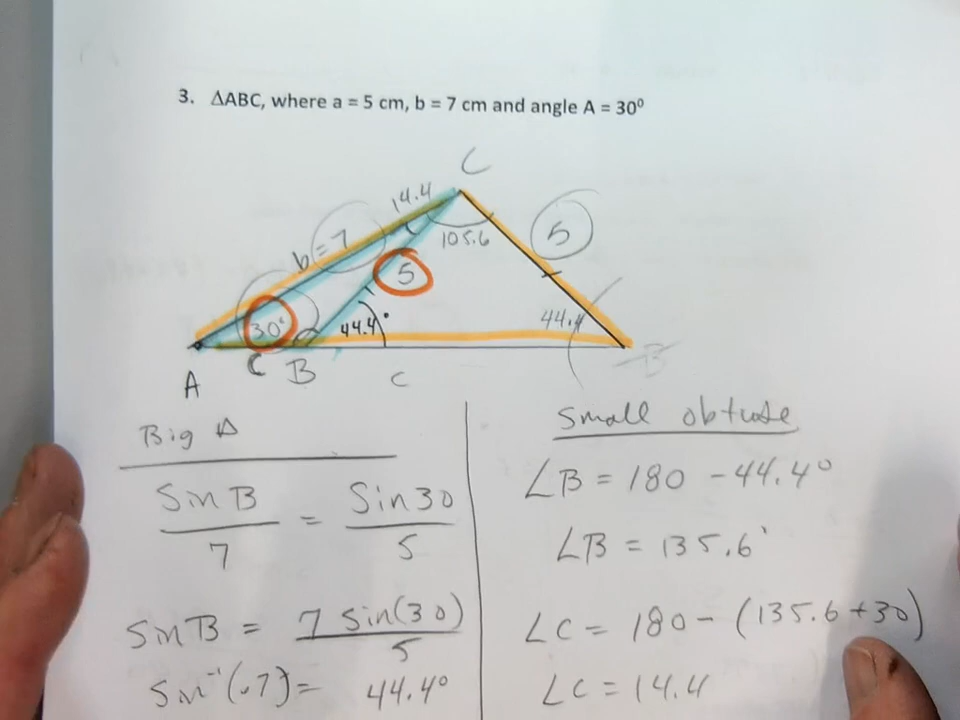 3. ΔABC, where a = 5 cm, b = 7 cm and angle A = 30⁰
C
14.4
b = 7
105.6
5
5
30°
44.4°
44.4
A
C
B
C
B
Big Δ
Sin B / 7 = Sin 30 / 5
Sin B = 7 Sin(30) / 5
Sin⁻¹(.7) = 44.4°
Small obtuse
∠B = 180 - 44.4°
∠B = 135.6°
∠C = 180 - (135.6 + 30)
∠C = 14.4